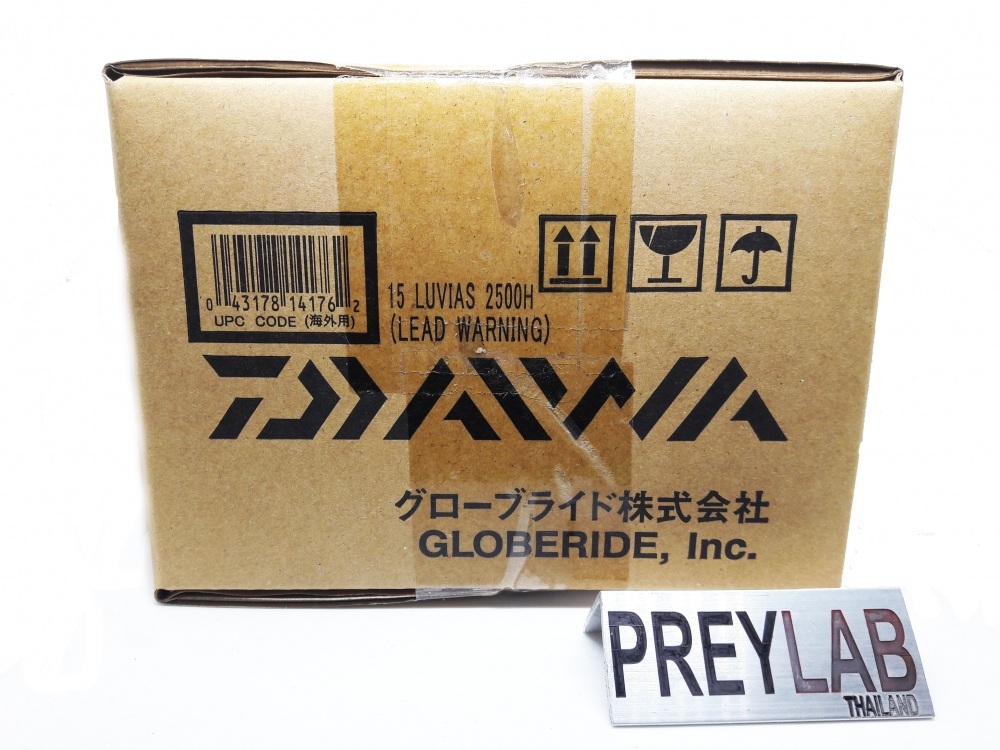 0 43178 14176 2
UPC CODE (海外用)
15 LUVIAS 2500H
(LEAD WARNING)
DAIWA
グローブライド株式会社
GLOBERIDE, Inc.
PREYLAB
THAILAND